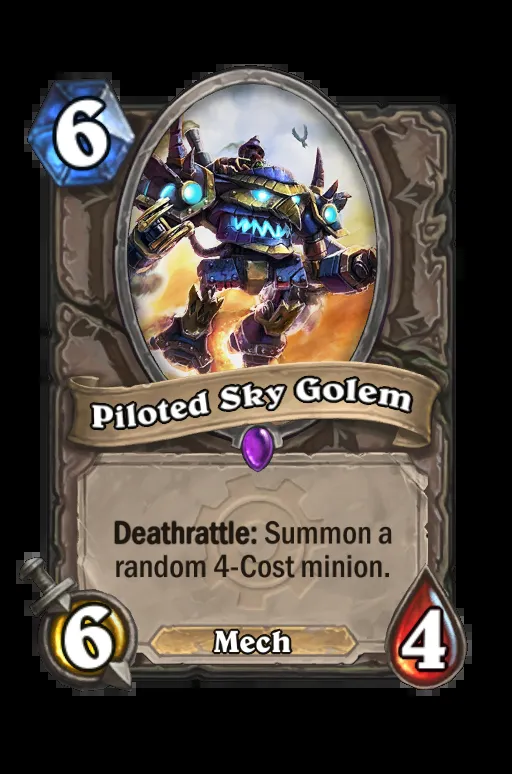 6
Piloted Sky Golem
Deathrattle: Summon a
random 4-Cost minion.
6
Mech
4